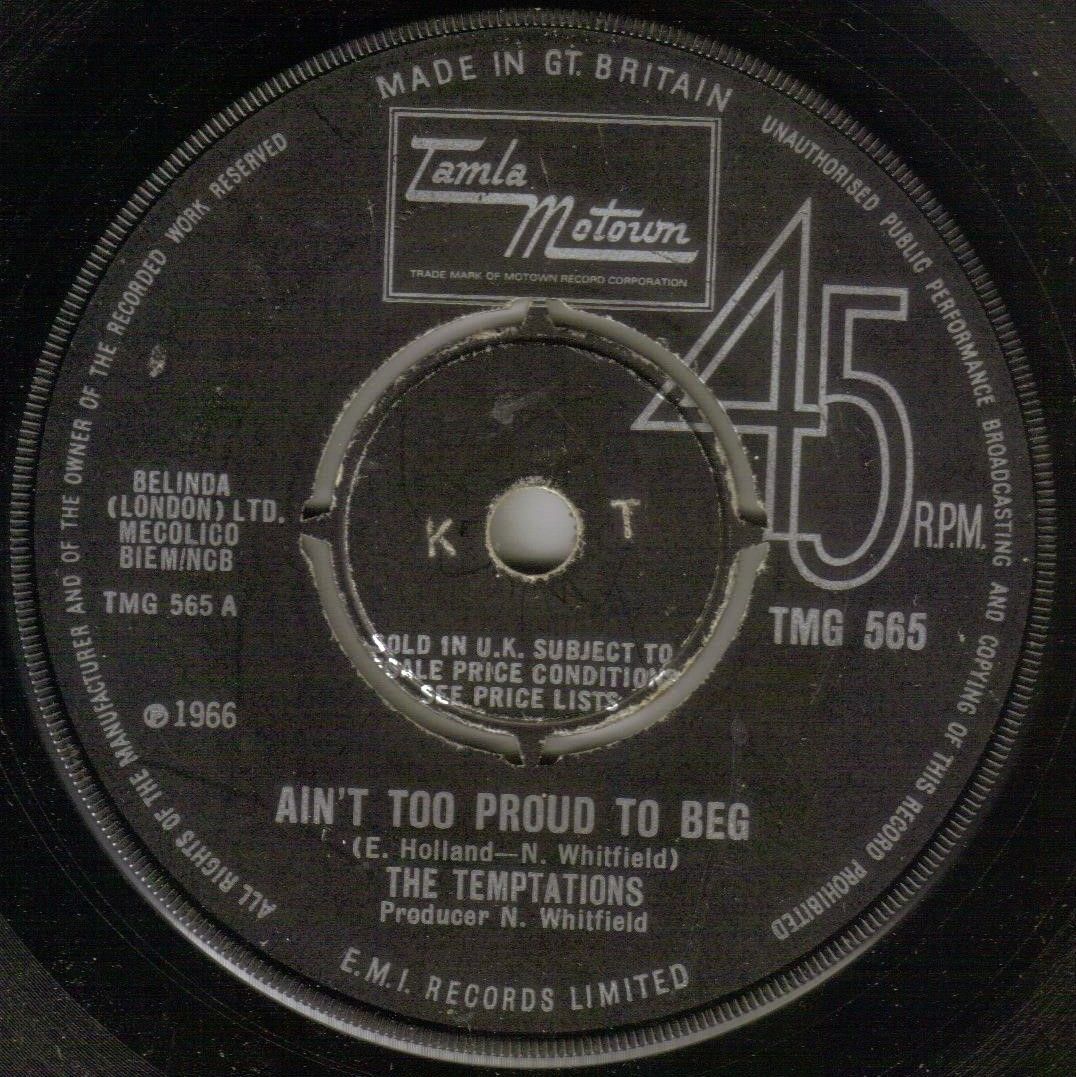 MADE IN GT. BRITAIN
Tamla
Motown
TRADE MARK OF MOTOWN RECORD CORPORATION
UNAUTHORISED PUBLIC PERFORMANCE BROADCASTING AND COPYING OF THIS RECORD PROHIBITED
ALL RIGHTS OF THE MANUFACTURER AND OF THE OWNER OF THE RECORDED WORK RESERVED
45
R.P.M.
BELINDA
(LONDON) LTD.
MECOLICO
BIEM/NCB
TMG 565 A
K T
TMG 565
SOLD IN U.K. SUBJECT TO
SALE PRICE CONDITIONS
SEE PRICE LISTS
℗ 1966
AIN'T TOO PROUD TO BEG
(E. Holland—N. Whitfield)
THE TEMPTATIONS
Producer N. Whitfield
E.M.I. RECORDS LIMITED